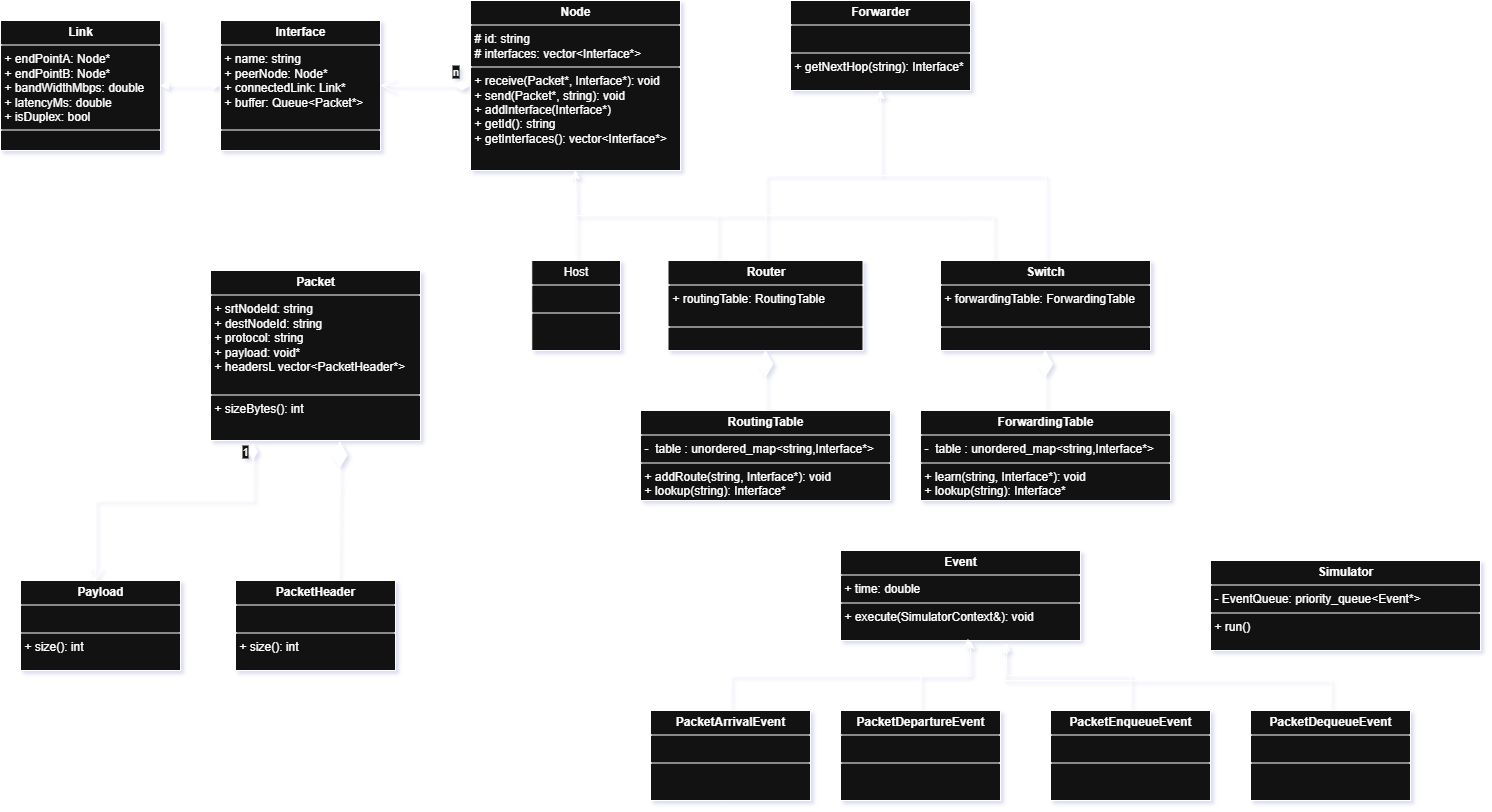 Link
+ endPointA: Node*
+ endPointB: Node*
+ bandWidthMbps: double
+ latencyMs: double
+ isDuplex: bool
Interface
+ name: string
+ peerNode: Node*
+ connectedLink: Link*
+ buffer: Queue<Packet*>
n
Node
# id: string
# interfaces: vector<Interface*>
+ receive(Packet*, Interface*): void
+ send(Packet*, string): void
+ addInterface(Interface*)
+ getId(): string
+ getInterfaces(): vector<Interface*>
Forwarder
+ getNextHop(string): Interface*
Host
Router
+ routingTable: RoutingTable
Switch
+ forwardingTable: ForwardingTable
Packet
+ srtNodeId: string
+ destNodeId: string
+ protocol: string
+ payload: void*
+ headersL vector<PacketHeader*>
+ sizeBytes(): int
1
RoutingTable
- table : unordered_map<string,Interface*>
+ addRoute(string, Interface*): void
+ lookup(string): Interface*
ForwardingTable
- table : unordered_map<string,Interface*>
+ learn(string, Interface*): void
+ lookup(string): Interface*
Payload
+ size(): int
PacketHeader
+ size(): int
Event
+ time: double
+ execute(SimulatorContext&): void
Simulator
- EventQueue: priority_queue<Event*>
+ run()
PacketArrivalEvent
PacketDepartureEvent
PacketEnqueueEvent
PacketDequeueEvent